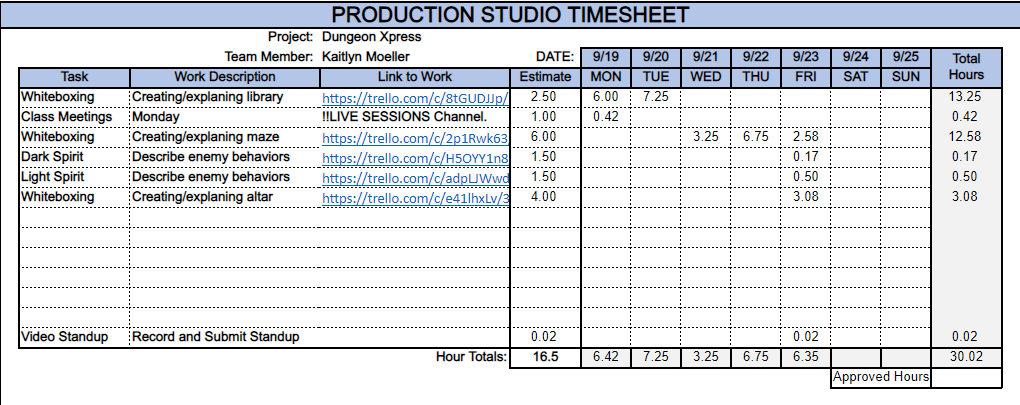 PRODUCTION STUDIO TIMESHEET
Project: Dungeon Xpress
Team Member: Kaitlyn Moeller DATE: 9/19 9/20 9/21 9/22 9/23 9/24 9/25 Total Hours
Task Work Description Link to Work Estimate MON TUE WED THU FRI SAT SUN
Whiteboxing Creating/explaning library https://trello.com/c/8tGUDJJp/ 2.50 6.00 7.25 13.25
Class Meetings Monday !!LIVE SESSIONS Channel. 1.00 0.42 0.42
Whiteboxing Creating/explaning maze https://trello.com/c/2p1Rwk63 6.00 3.25 6.75 2.58 12.58
Dark Spirit Describe enemy behaviors https://trello.com/c/H5OYY1n8 1.50 0.17 0.17
Light Spirit Describe enemy behaviors https://trello.com/c/adpLJWwd 1.50 0.50 0.50
Whiteboxing Creating/explaning altar https://trello.com/c/e41lhxLv/3 4.00 3.08 3.08
Video Standup Record and Submit Standup 0.02 0.02 0.02
Hour Totals: 16.5 6.42 7.25 3.25 6.75 6.35 30.02
Approved Hours